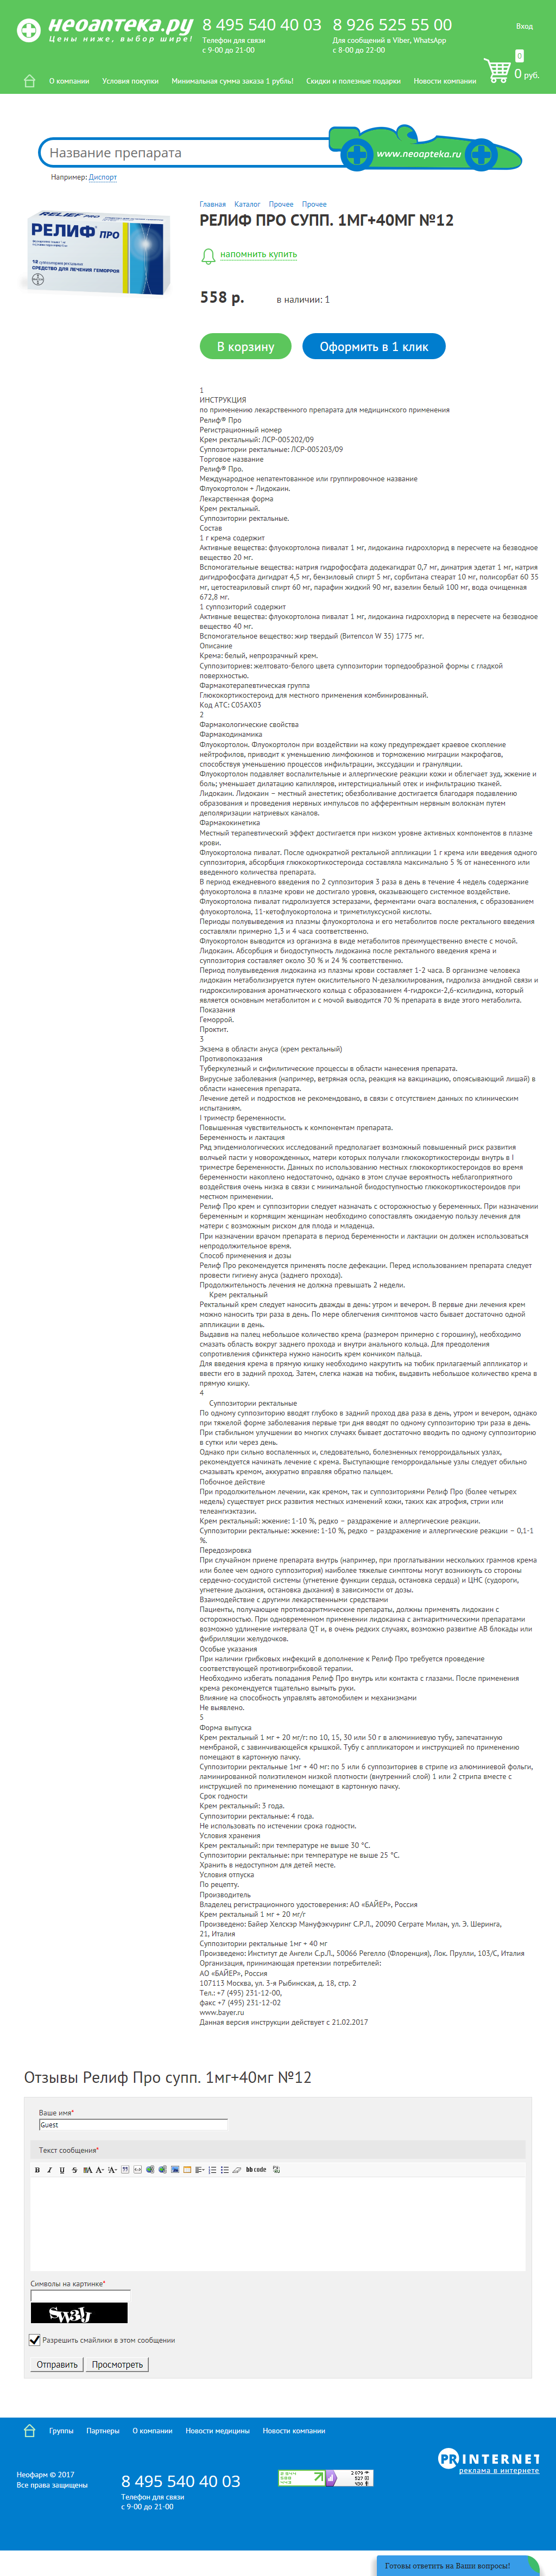 неоаптека.ру
Цены ниже, выбор шире!
8 495 540 40 03
Телефон для связи
с 9-00 до 21-00
8 926 525 55 00
Для сообщений в Viber, WhatsApp
с 8-00 до 22-00
Вход
0
0 руб.
О компании Условия покупки Минимальная сумма заказа 1 рубль! Скидки и полезные подарки Новости компании
Название препарата
www.neoapteka.ru
Например: Диспорт
Главная Каталог Прочее Прочее
РЕЛИФ ПРО СУПП. 1МГ+40МГ №12
РЕЛИФ ПРО
напомнить купить
558 р. в наличии: 1
В корзину Оформить в 1 клик
1
ИНСТРУКЦИЯ
по применению лекарственного препарата для медицинского применения
Релиф® Про
Регистрационный номер
Крем ректальный: ЛСР-005202/09
Суппозитории ректальные: ЛСР-005203/09
Торговое название
Релиф® Про.
Международное непатентованное или группировочное название
Флуокортолон + Лидокаин.
Лекарственная форма
Крем ректальный.
Суппозитории ректальные.
Состав
1 г крема содержит
Активные вещества: флуокортолона пивалат 1 мг, лидокаина гидрохлорид в пересчете на безводное
вещество 20 мг.
Вспомогательные вещества: натрия гидрофосфата додекагидрат 0,7 мг, динатрия эдетат 1 мг, натрия
дигидрофосфата дигидрат 4,5 мг, бензиловый спирт 5 мг, сорбитана стеарат 10 мг, полисорбат 60 35
мг, цетостеариловый спирт 60 мг, парафин жидкий 90 мг, вазелин белый 100 мг, вода очищенная
672,8 мг.
1 суппозиторий содержит
Активные вещества: флуокортолона пивалат 1 мг, лидокаина гидрохлорид в пересчете на безводное
вещество 40 мг.
Вспомогательное вещество: жир твердый (Витепсол W 35) 1775 мг.
Описание
Крема: белый, непрозрачный крем.
Суппозиториев: желтовато-белого цвета суппозитории торпедообразной формы с гладкой
поверхностью.
Фармакотерапевтическая группа
Глюкокортикостероид для местного применения комбинированный.
Код АТС: C05AX03
2
Фармакологические свойства
Фармакодинамика
Флуокортолон. Флуокортолон при воздействии на кожу предупреждает краевое скопление
нейтрофилов, приводит к уменьшению лимфокинов и торможению миграции макрофагов,
способствуя уменьшению процессов инфильтрации, экссудации и грануляции.
Флуокортолон подавляет воспалительные и аллергические реакции кожи и облегчает зуд, жжение и
боль; уменьшает дилатацию капилляров, интерстициальный отек и инфильтрацию тканей.
Лидокаин. Лидокаин – местный анестетик; обезболивание достигается благодаря подавлению
образования и проведения нервных импульсов по афферентным нервным волокнам путем
деполяризации натриевых каналов.
Фармакокинетика
Местный терапевтический эффект достигается при низком уровне активных компонентов в плазме
крови.
Флуокортолона пивалат. После однократной ректальной аппликации 1 г крема или введения одного
суппозитория, абсорбция глюкокортикостероида составляла максимально 5 % от нанесенного или
введенного количества препарата.
В период ежедневного введения по 2 суппозитория 3 раза в день в течение 4 недель содержание
флуокортолона в плазме крови не достигало уровня, оказывающего системное воздействие.
Флуокортолона пивалат гидролизуется эстеразами, ферментами очага воспаления, с образованием
флуокортолона, 11-кетофлуокортолона и триметилуксусной кислоты.
Периоды полувыведения из плазмы флуокортолона и его метаболитов после ректального введения
составляли примерно 1,3 и 4 часа соответственно.
Флуокортолон выводится из организма в виде метаболитов преимущественно вместе с мочой.
Лидокаин. Абсорбция и биодоступность лидокаина после ректального введения крема и
суппозитория составляет около 30 % и 24 % соответственно.
Период полувыведения лидокаина из плазмы крови составляет 1-2 часа. В организме человека
лидокаин метаболизируется путем окислительного N-дезалкилирования, гидролиза амидной связи и
гидроксилирования ароматического кольца с образованием 4-гидрокси-2,6-ксилидина, который
является основным метаболитом и с мочой выводится 70 % препарата в виде этого метаболита.
Показания
Геморрой.
Проктит.
3
Экзема в области ануса (крем ректальный)
Противопоказания
Туберкулезный и сифилитические процессы в области нанесения препарата.
Вирусные заболевания (например, ветряная оспа, реакция на вакцинацию, опоясывающий лишай) в
области нанесения препарата.
Лечение детей и подростков не рекомендовано, в связи с отсутствием данных по клиническим
испытаниям.
I триместр беременности.
Повышенная чувствительность к компонентам препарата.
Беременность и лактация
Ряд эпидемиологических исследований предполагает возможный повышенный риск развития
волчьей пасти у новорожденных, матери которых получали глюкокортикостероиды внутрь в I
триместре беременности. Данных по использованию местных глюкокортикостероидов во время
беременности накоплено недостаточно, однако в этом случае вероятность неблагоприятного
воздействия очень низка в связи с минимальной биодоступностью глюкокортикостероидов при
местном применении.
Релиф Про крем и суппозитории следует назначать с осторожностью у беременных. При назначении
беременным и кормящим женщинам необходимо сопоставлять ожидаемую пользу лечения для
матери с возможным риском для плода и младенца.
При назначении врачом препарата в период беременности и лактации он должен использоваться
непродолжительное время.
Способ применения и дозы
Релиф Про рекомендуется применять после дефекации. Перед использованием препарата следует
провести гигиену ануса (заднего прохода).
Продолжительность лечения не должна превышать 2 недели.
Крем ректальный
Ректальный крем следует наносить дважды в день: утром и вечером. В первые дни лечения крем
можно наносить три раза в день. По мере облегчения симптомов часто бывает достаточно одной
аппликации в день.
Выдавив на палец небольшое количество крема (размером примерно с горошину), необходимо
смазать область вокруг заднего прохода и внутри анального кольца. Для преодоления
сопротивления сфинктера нужно наносить крем кончиком пальца.
Для введения крема в прямую кишку необходимо накрутить на тюбик прилагаемый аппликатор и
ввести его в задний проход. Затем, слегка нажав на тюбик, выдавить небольшое количество крема в
прямую кишку.
4
Суппозитории ректальные
По одному суппозиторию вводят глубоко в задний проход два раза в день, утром и вечером, однако
при тяжелой форме заболевания первые три дня вводят по одному суппозиторию три раза в день.
При стабильном улучшении во многих случаях бывает достаточно вводить по одному суппозиторию
в сутки или через день.
Однако при сильно воспаленных и, следовательно, болезненных геморроидальных узлах,
рекомендуется начинать лечение с крема. Выступающие геморроидальные узлы следует обильно
смазывать кремом, аккуратно вправляя обратно пальцем.
Побочное действие
При продолжительном лечении, как кремом, так и суппозиториями Релиф Про (более четырех
недель) существует риск развития местных изменений кожи, таких как атрофия, стрии или
телеангиэктазии.
Крем ректальный: жжение: 1-10 %, редко – раздражение и аллергические реакции.
Суппозитории ректальные: жжение: 1-10 %, редко – раздражение и аллергические реакции – 0,1-1
%.
Передозировка
При случайном приеме препарата внутрь (например, при проглатывании нескольких граммов крема
или более чем одного суппозитория) наиболее тяжелые симптомы могут возникнуть со стороны
сердечно-сосудистой системы (угнетение функции сердца, остановка сердца) и ЦНС (судороги,
угнетение дыхания, остановка дыхания) в зависимости от дозы.
Взаимодействие с другими лекарственными средствами
Пациенты, получающие противоаритмические препараты, должны применять лидокаин с
осторожностью. При одновременном применении лидокаина с антиаритмическими препаратами
возможно удлинение интервала QT и, в очень редких случаях, возможно развитие АВ блокады или
фибрилляции желудочков.
Особые указания
При наличии грибковых инфекций в дополнение к Релиф Про требуется проведение
соответствующей противогрибковой терапии.
Необходимо избегать попадания Релиф Про внутрь или контакта с глазами. После применения
крема рекомендуется тщательно вымыть руки.
Влияние на способность управлять автомобилем и механизмами
Не выявлено.
5
Форма выпуска
Крем ректальный 1 мг + 20 мг/г: по 10, 15, 30 или 50 г в алюминиевую тубу, запечатанную
мембраной, с завинчивающейся крышкой. Тубу с аппликатором и инструкцией по применению
помещают в картонную пачку.
Суппозитории ректальные 1мг + 40 мг: по 5 или 6 суппозиториев в стрипе из алюминиевой фольги,
ламинированной полиэтиленом низкой плотности (внутренний слой) 1 или 2 стрипа вместе с
инструкцией по применению помещают в картонную пачку.
Срок годности
Крем ректальный: 3 года.
Суппозитории ректальные: 4 года.
Не использовать по истечении срока годности.
Условия хранения
Крем ректальный: при температуре не выше 30 °С.
Суппозитории ректальные: при температуре не выше 25 °С.
Хранить в недоступном для детей месте.
Условия отпуска
По рецепту.
Производитель
Владелец регистрационного удостоверения: АО «БАЙЕР», Россия
Крем ректальный 1 мг + 20 мг/г
Произведено: Байер Хелскэр Мануфэкчуринг С.Р.Л., 20090 Сеграте Милан, ул. Э. Шеринга,
21, Италия
Суппозитории ректальные 1мг + 40 мг
Произведено: Институт де Ангели С.р.Л., 50066 Регелло (Флоренция), Лок. Прулли, 103/С, Италия
Организация, принимающая претензии потребителей:
АО «БАЙЕР», Россия
107113 Москва, ул. 3-я Рыбинская, д. 18, стр. 2
Тел.: +7 (495) 231-12-00,
факс +7 (495) 231-12-02
www.bayer.ru
Данная версия инструкции действует с 21.02.2017
Отзывы Релиф Про супп. 1мг+40мг №12
Ваше имя*
Guest
Текст сообщения*
bb code
Символы на картинке*
Разрешить смайлики в этом сообщении
Отправить Просмотреть
Группы Партнеры О компании Новости медицины Новости компании
PRINTERNET
реклама в интернете
Неофарм © 2017
Все права защищены
8 495 540 40 03
Телефон для связи
с 9-00 до 21-00
Готовы ответить на Ваши вопросы!